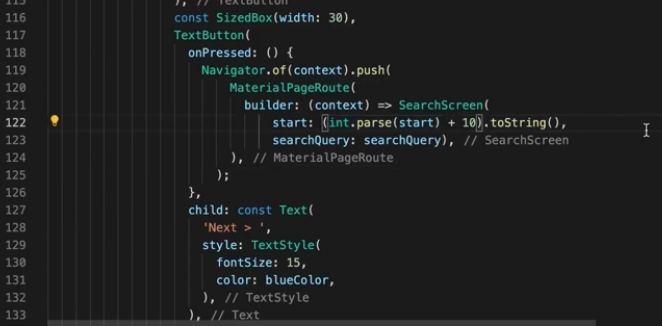 115 ), // TextButton
116 const SizedBox(width: 30),
117 TextButton(
118 onPressed: () {
119 Navigator.of(context).push(
120 MaterialPageRoute(
121 builder: (context) => SearchScreen(
122 start: (int.parse(start) + 10).toString(),
123 searchQuery: searchQuery), // SearchScreen
124 ), // MaterialPageRoute
125 );
126 },
127 child: const Text(
128 'Next > ',
129 style: TextStyle(
130 fontSize: 15,
131 color: blueColor,
132 ), // TextStyle
133 ), // Text